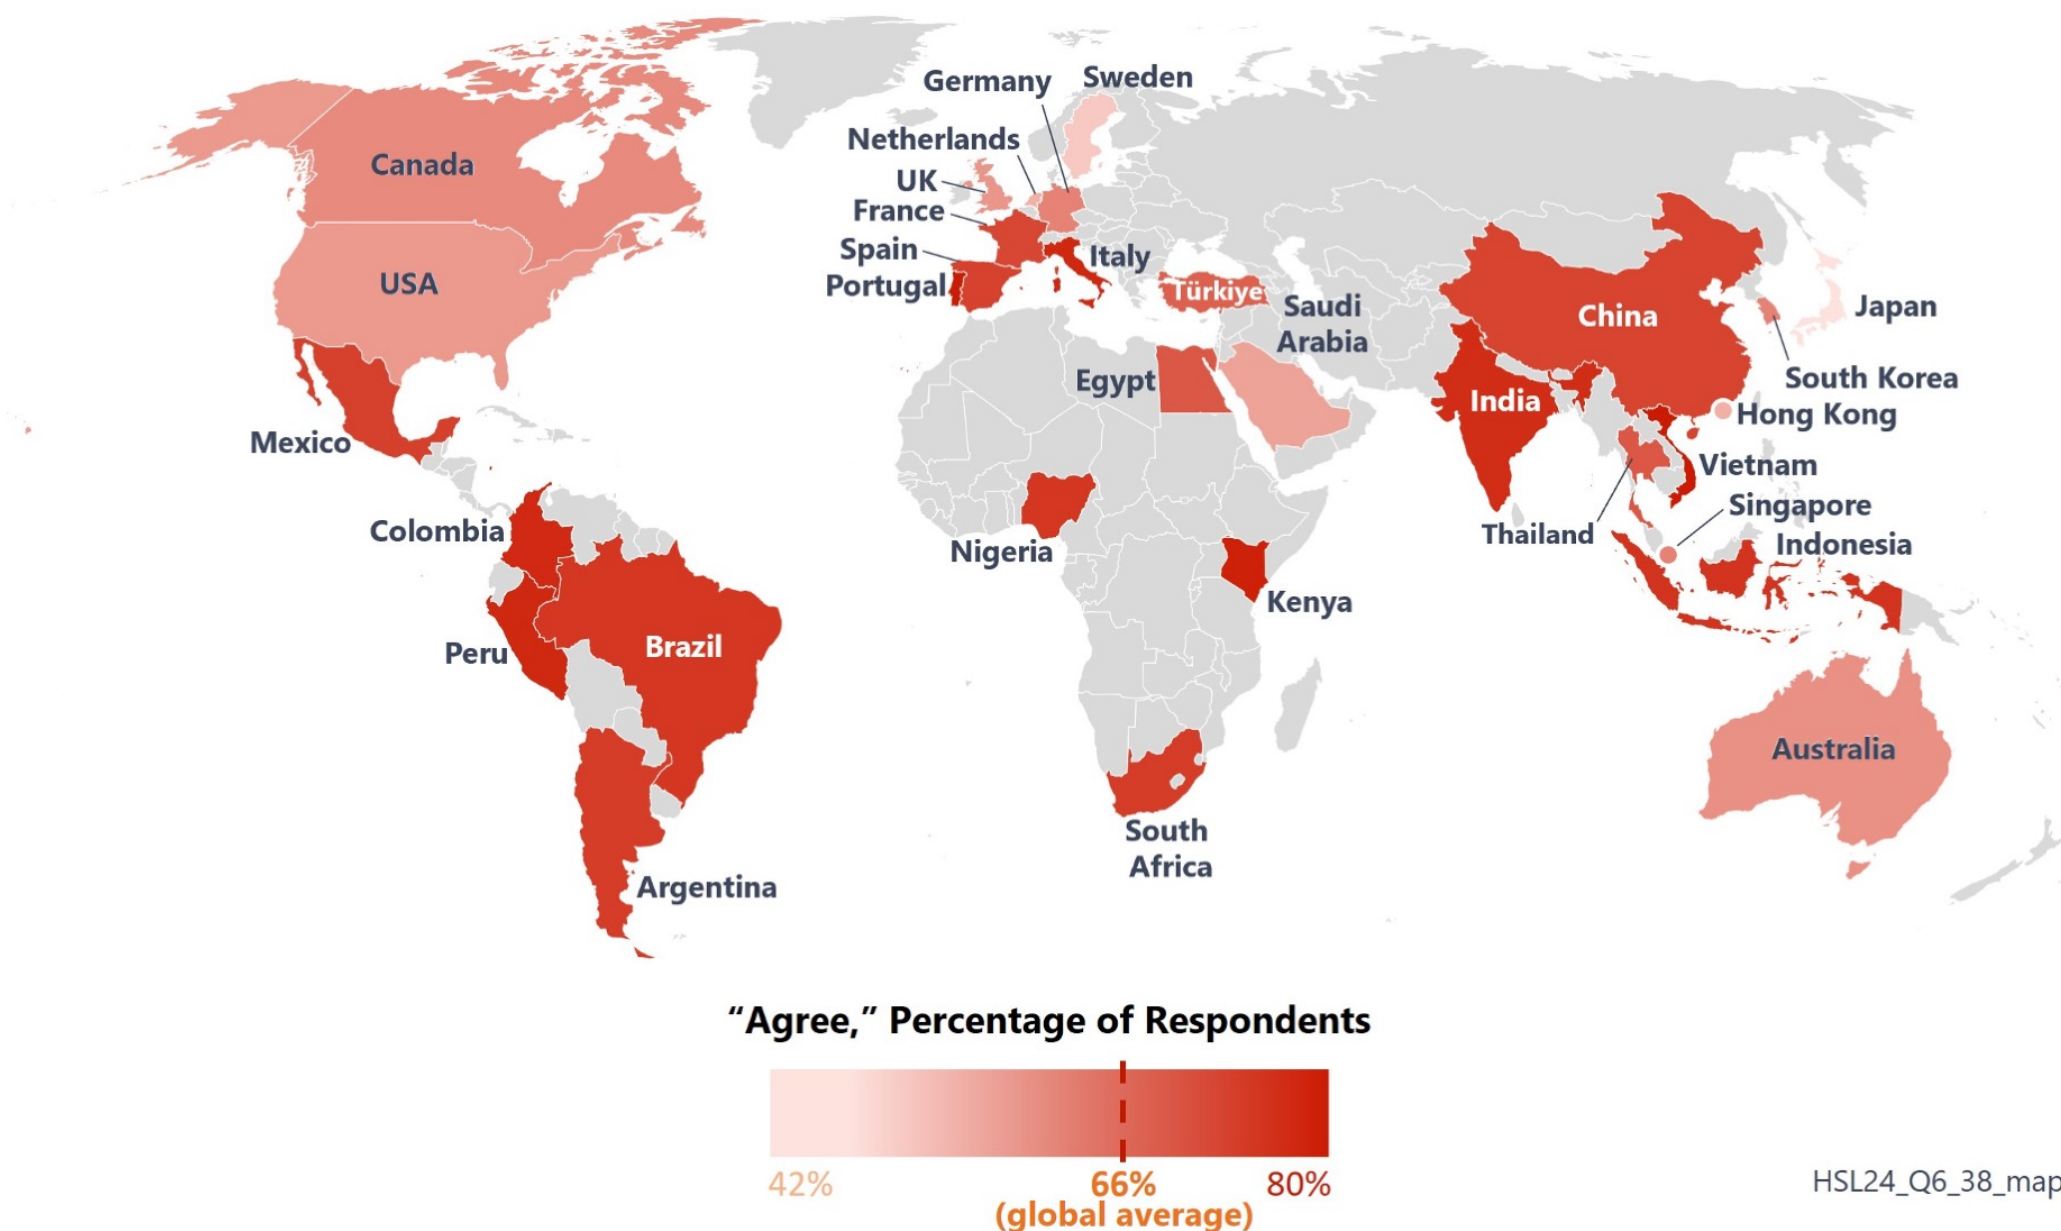 Germany
Sweden
Netherlands
UK
France
Spain
Portugal
Italy
Türkiye
Canada
USA
Mexico
Colombia
Peru
Brazil
Argentina
Saudi
Arabia
Egypt
Nigeria
Kenya
South
Africa
China
India
Japan
South Korea
Hong Kong
Vietnam
Singapore
Thailand
Indonesia
Australia
“Agree,” Percentage of Respondents
42%
66%
80%
(global average)
HSL24_Q6_38_map